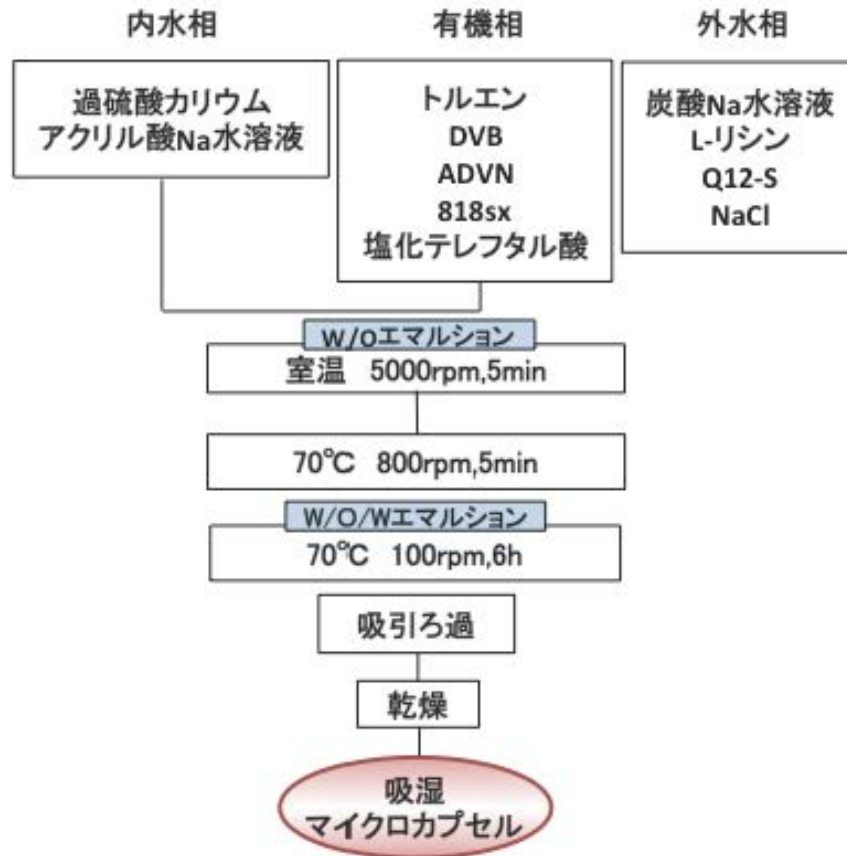 内水相
有機相
外水相
過硫酸カリウム
アクリル酸Na水溶液
トルエン
DVB
ADVN
818sx
塩化テレフタル酸
炭酸Na水溶液
L-リシン
Q12-S
NaCl
W/Oエマルション
室温 5000rpm,5min
70℃ 800rpm,5min
W/O/Wエマルション
70℃ 100rpm,6h
吸引ろ過
乾燥
吸湿
マイクロカプセル